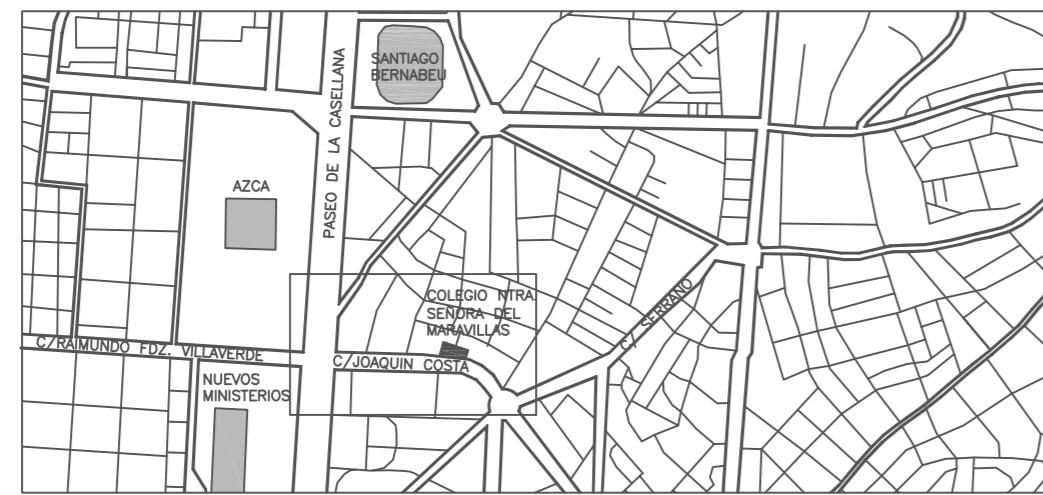 SANTIAGO
BERNABEU
PASEO DE LA CASELLANA
AZCA
COLEGIO NTRA.
SEÑORA DEL
MARAVILLAS
C/ SERRANO
C/RAIMUNDO FDZ. VILLAVERDE
C/JOAQUIN COSTA
NUEVOS
MINISTERIOS